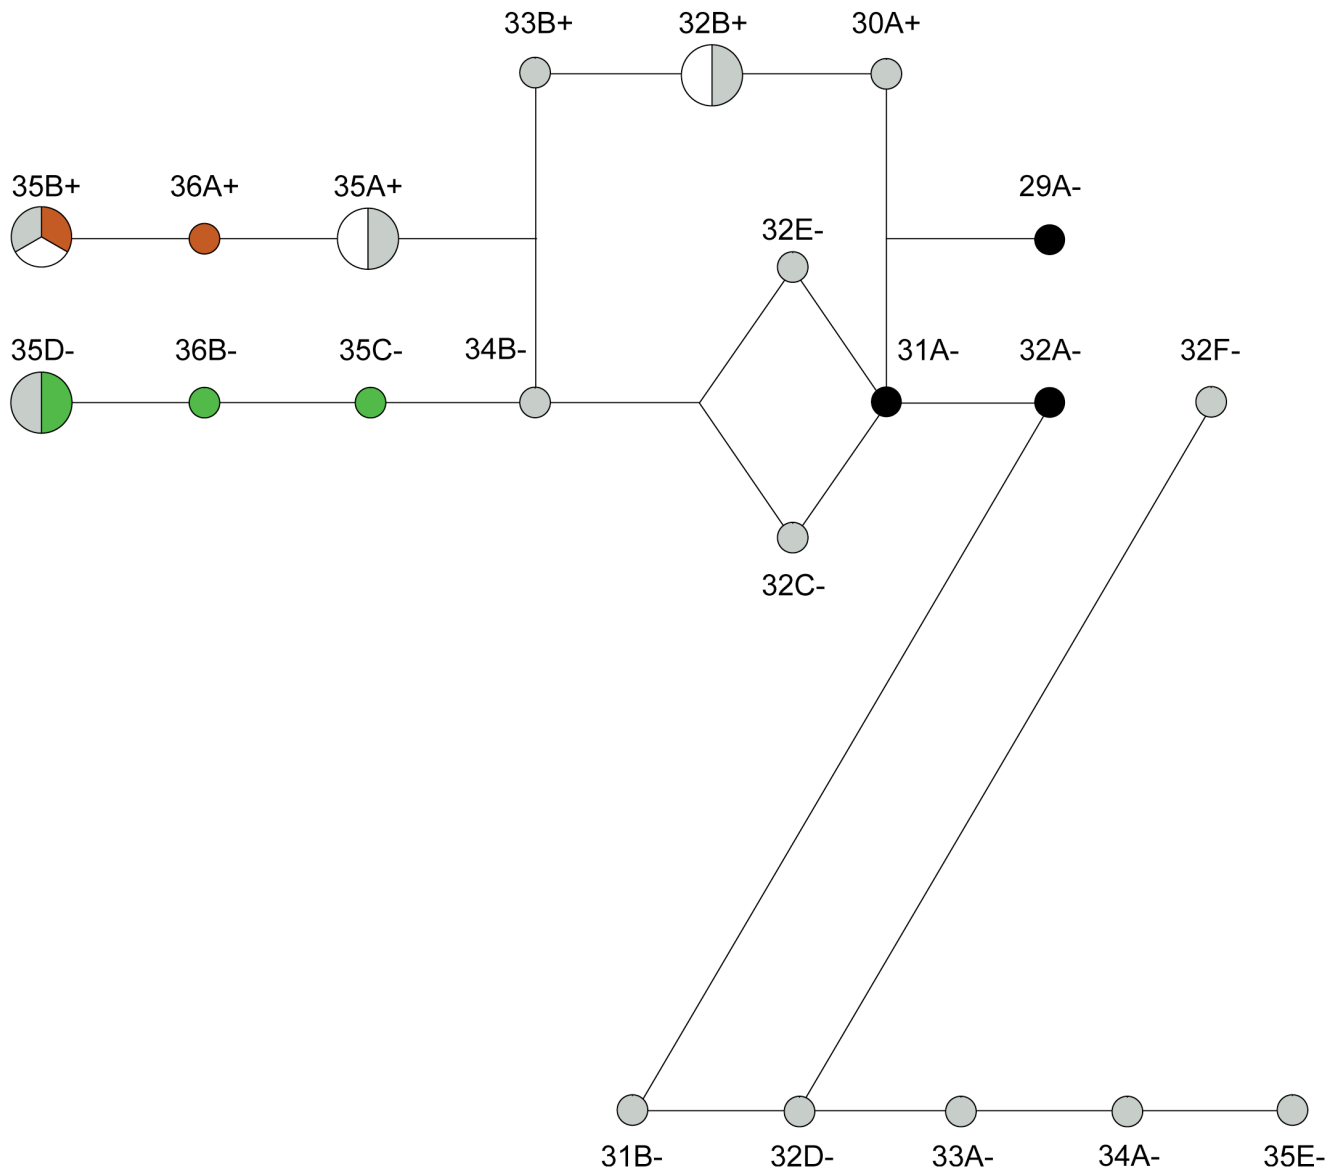 33B+ 32B+ 30A+
35B+ 36A+ 35A+ 29A-
32E-
35D- 36B- 35C- 34B- 31A- 32A- 32F-
32C-
31B- 32D- 33A- 34A- 35E-